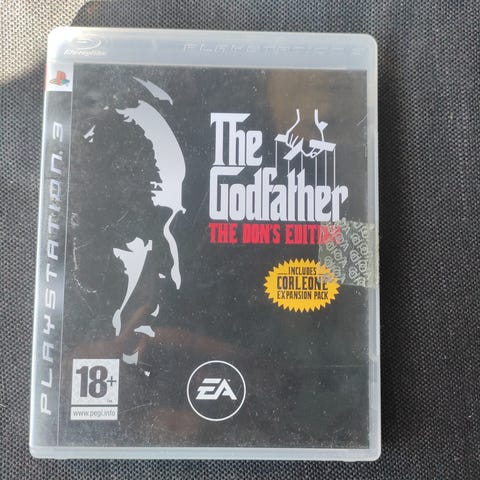 PLAYSTATION 3
PLAYSTATION.3
The
Godfather
THE DON'S EDITION
INCLUDES
CORLEONE
EXPANSION PACK
18+
www.pegi.info
EA